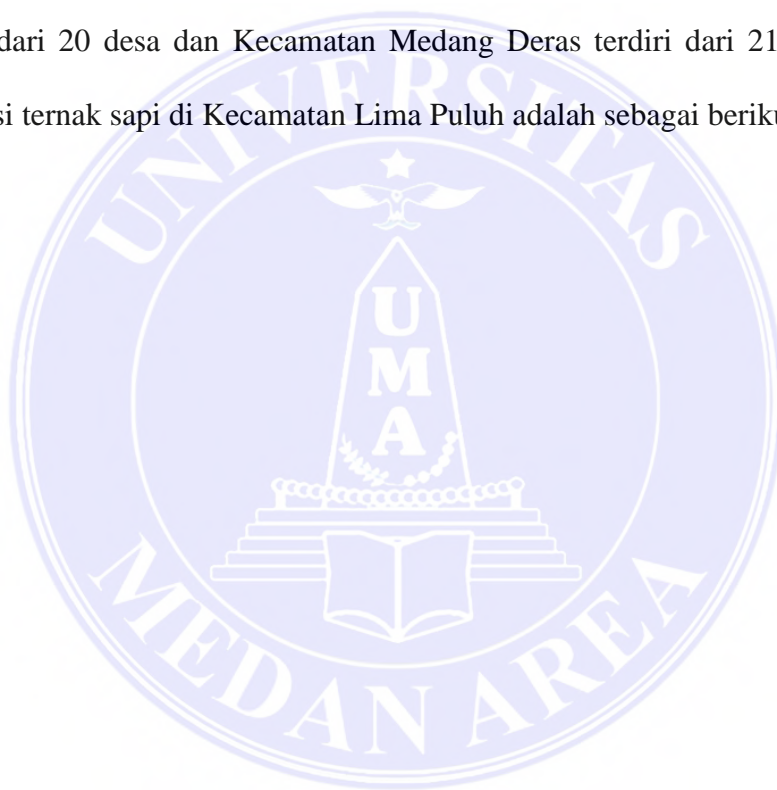 dari 20 desa dan Kecamatan Medang Deras terdiri dari 21
si ternak sapi di Kecamatan Lima Puluh adalah sebagai beriku
UNIVERSITAS
UMA
MEDAN AREA